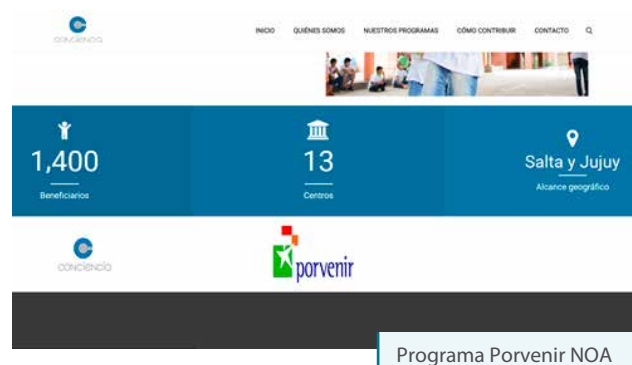 CONCIENCIA
INICIO QUIÉNES SOMOS NUESTROS PROGRAMAS CÓMO CONTRIBUIR CONTACTO
1,400
Beneficiarios
13
Centros
Salta y Jujuy
Alcance geográfico
CONCIENCIA
porvenir
Programa Porvenir NOA